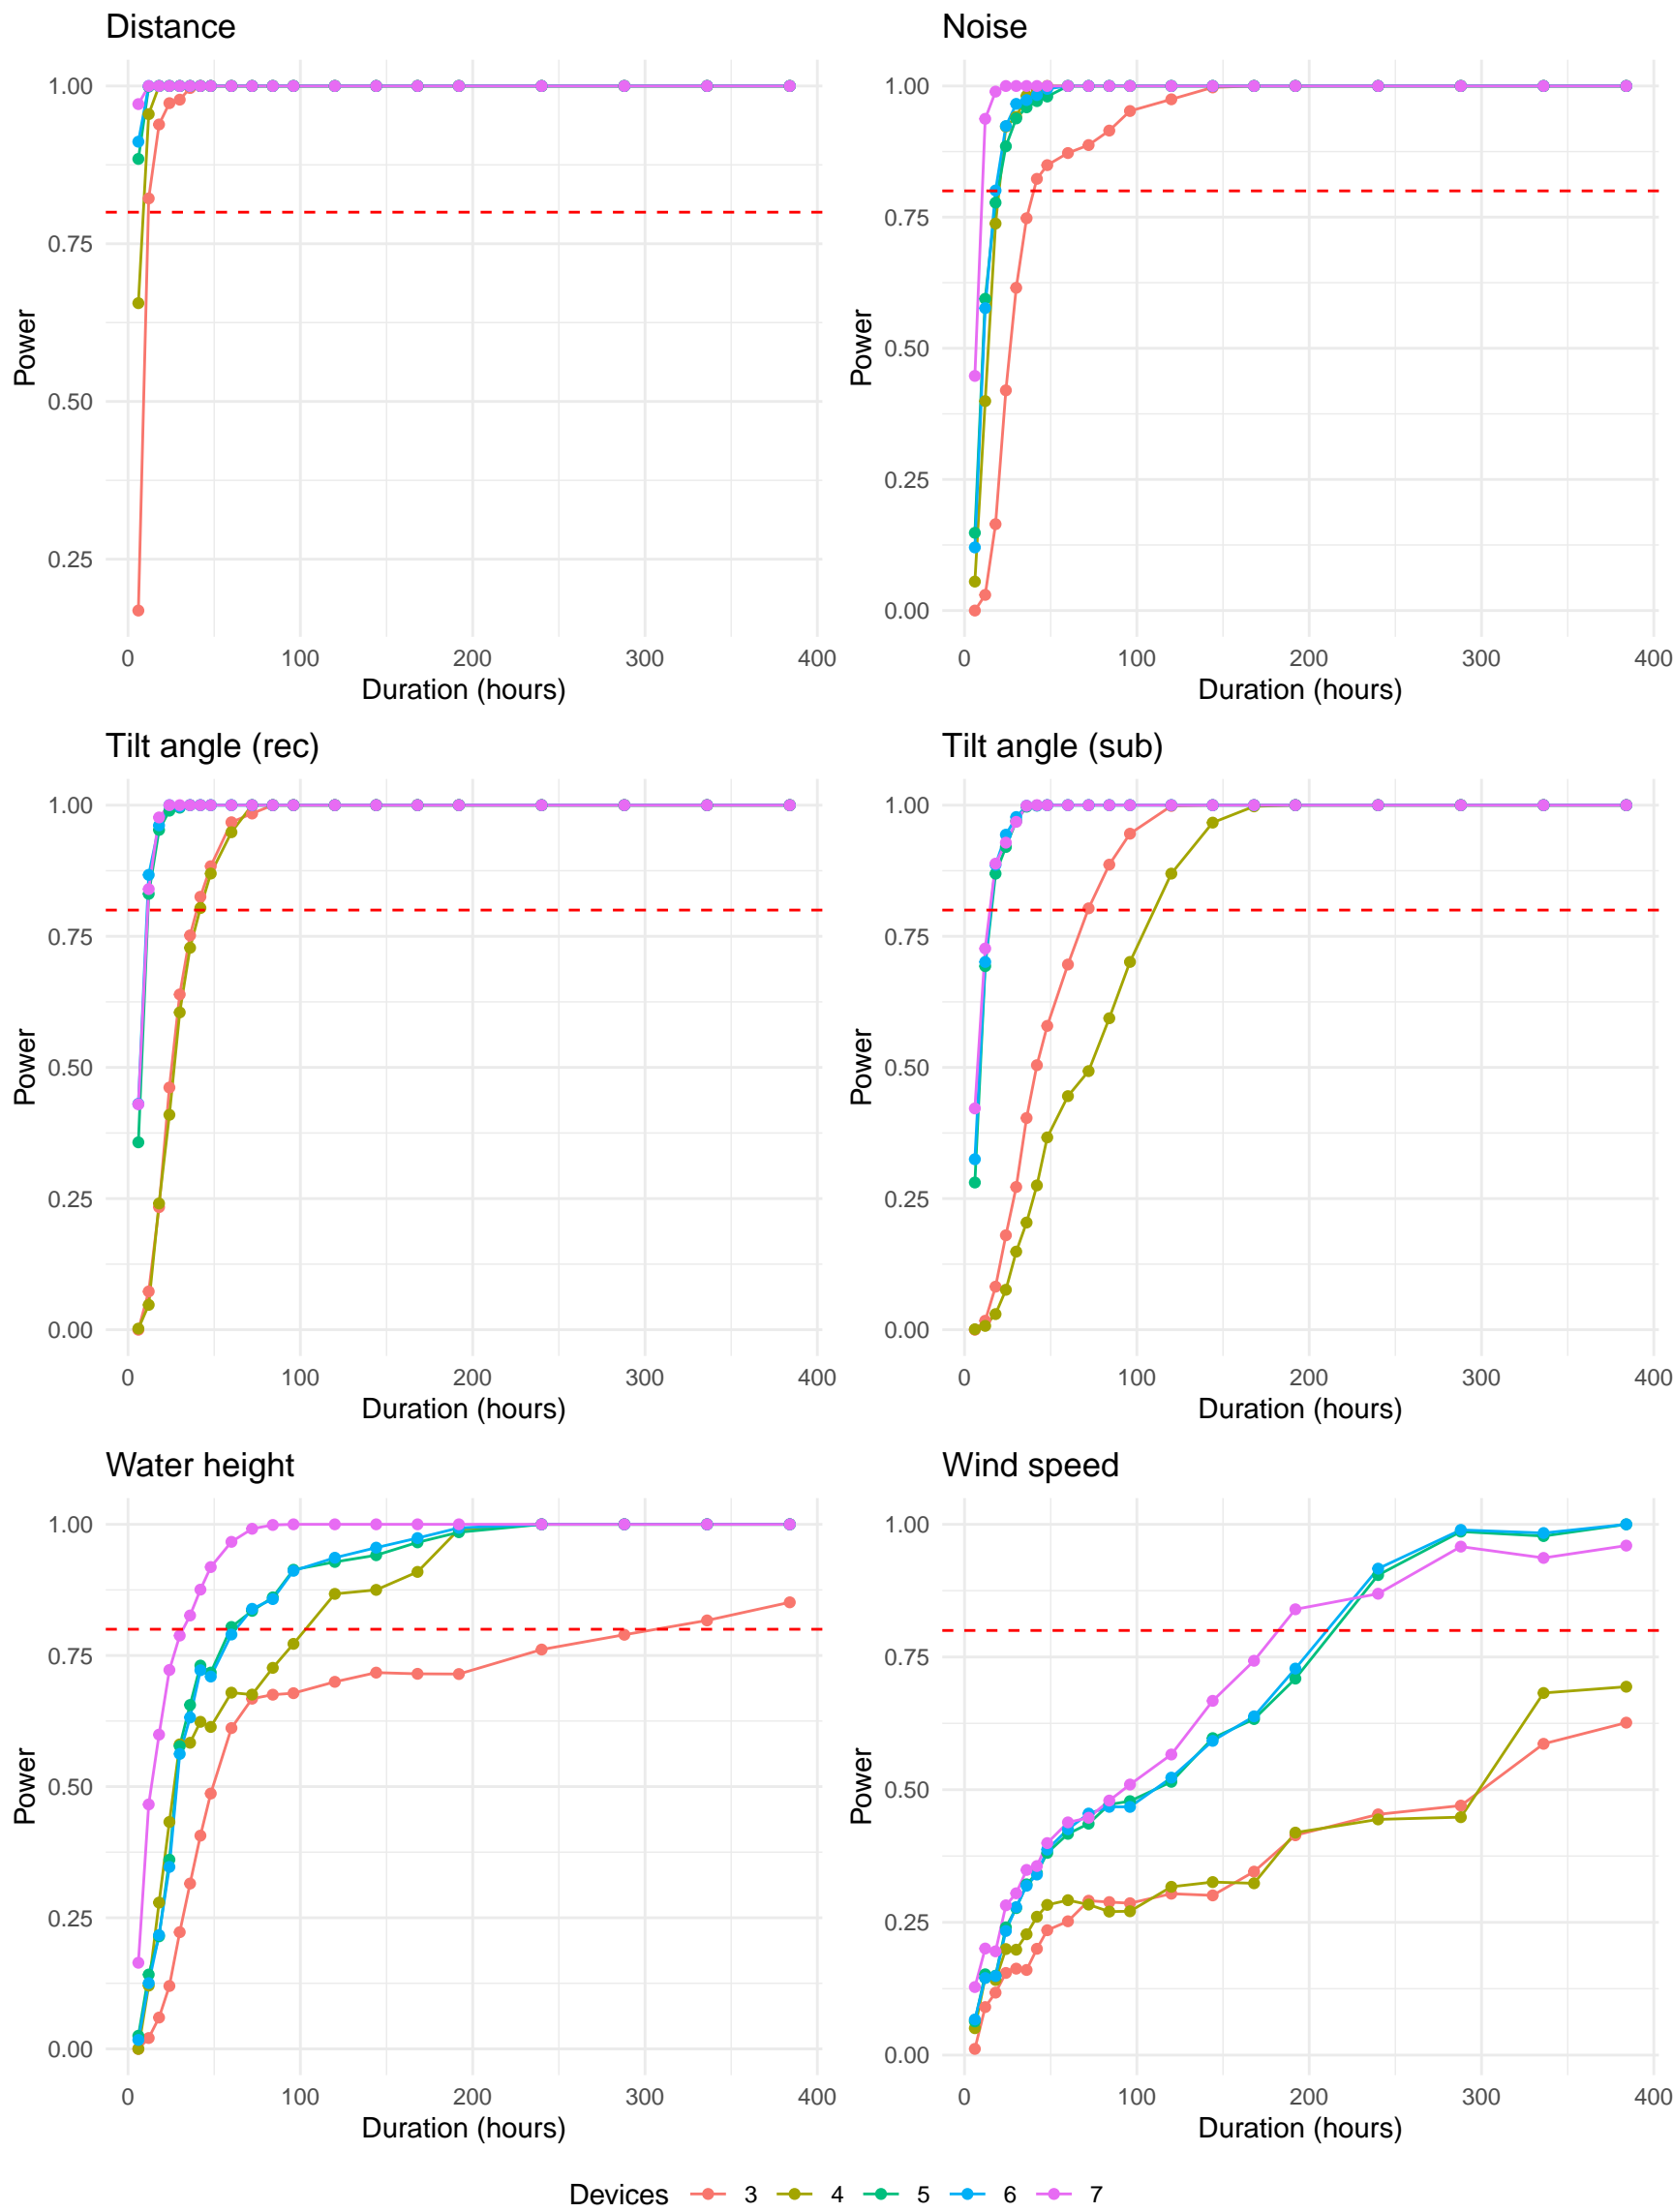 Distance
Noise
1.00
0.75
0.50
0.25
Power
0 100 200 300 400
Duration (hours)
1.00
0.75
0.50
0.25
0.00
Power
0 100 200 300 400
Duration (hours)
Tilt angle (rec)
Tilt angle (sub)
1.00
0.75
0.50
0.25
0.00
Power
0 100 200 300 400
Duration (hours)
1.00
0.75
0.50
0.25
0.00
Power
0 100 200 300 400
Duration (hours)
Water height
Wind speed
1.00
0.75
0.50
0.25
0.00
Power
0 100 200 300 400
Duration (hours)
1.00
0.75
0.50
0.25
0.00
Power
0 100 200 300 400
Duration (hours)
Devices 3 4 5 6 7